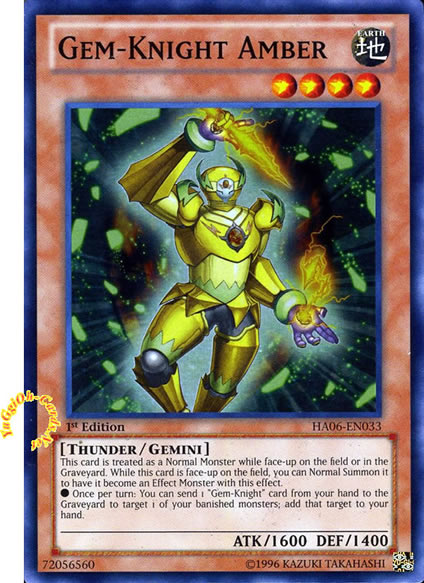 GEM-KNIGHT AMBER
EARTH
地
1st Edition
HA06-EN033
[THUNDER / GEMINI]
This card is treated as a Normal Monster while face-up on the field or in the
Graveyard. While this card is face-up on the field, you can Normal Summon it
to have it become an Effect Monster with this effect.
● Once per turn: You can send 1 "Gem-Knight" card from your hand to the
Graveyard to target 1 of your banished monsters; add that target to your
hand.
ATK/1600 DEF/1400
72056560
©1996 KAZUKI TAKAHASHI
YuGgiOh-Cards.Net